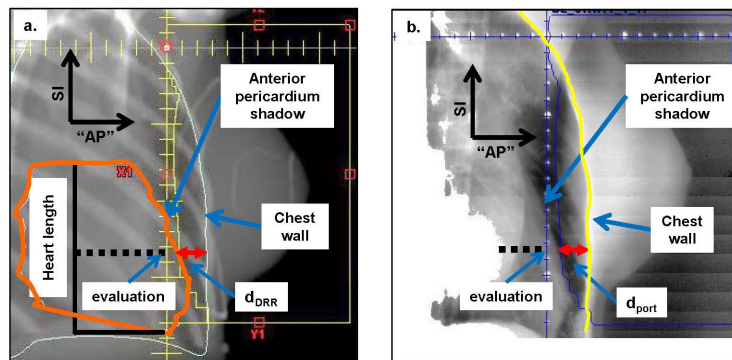 a.
Y2
SI
"AP"
Anterior
pericardium
shadow
X1
Heart length
Chest
wall
evaluation
dDRR
Y1
b.
SI
"AP"
Anterior
pericardium
shadow
Chest
wall
evaluation
dport